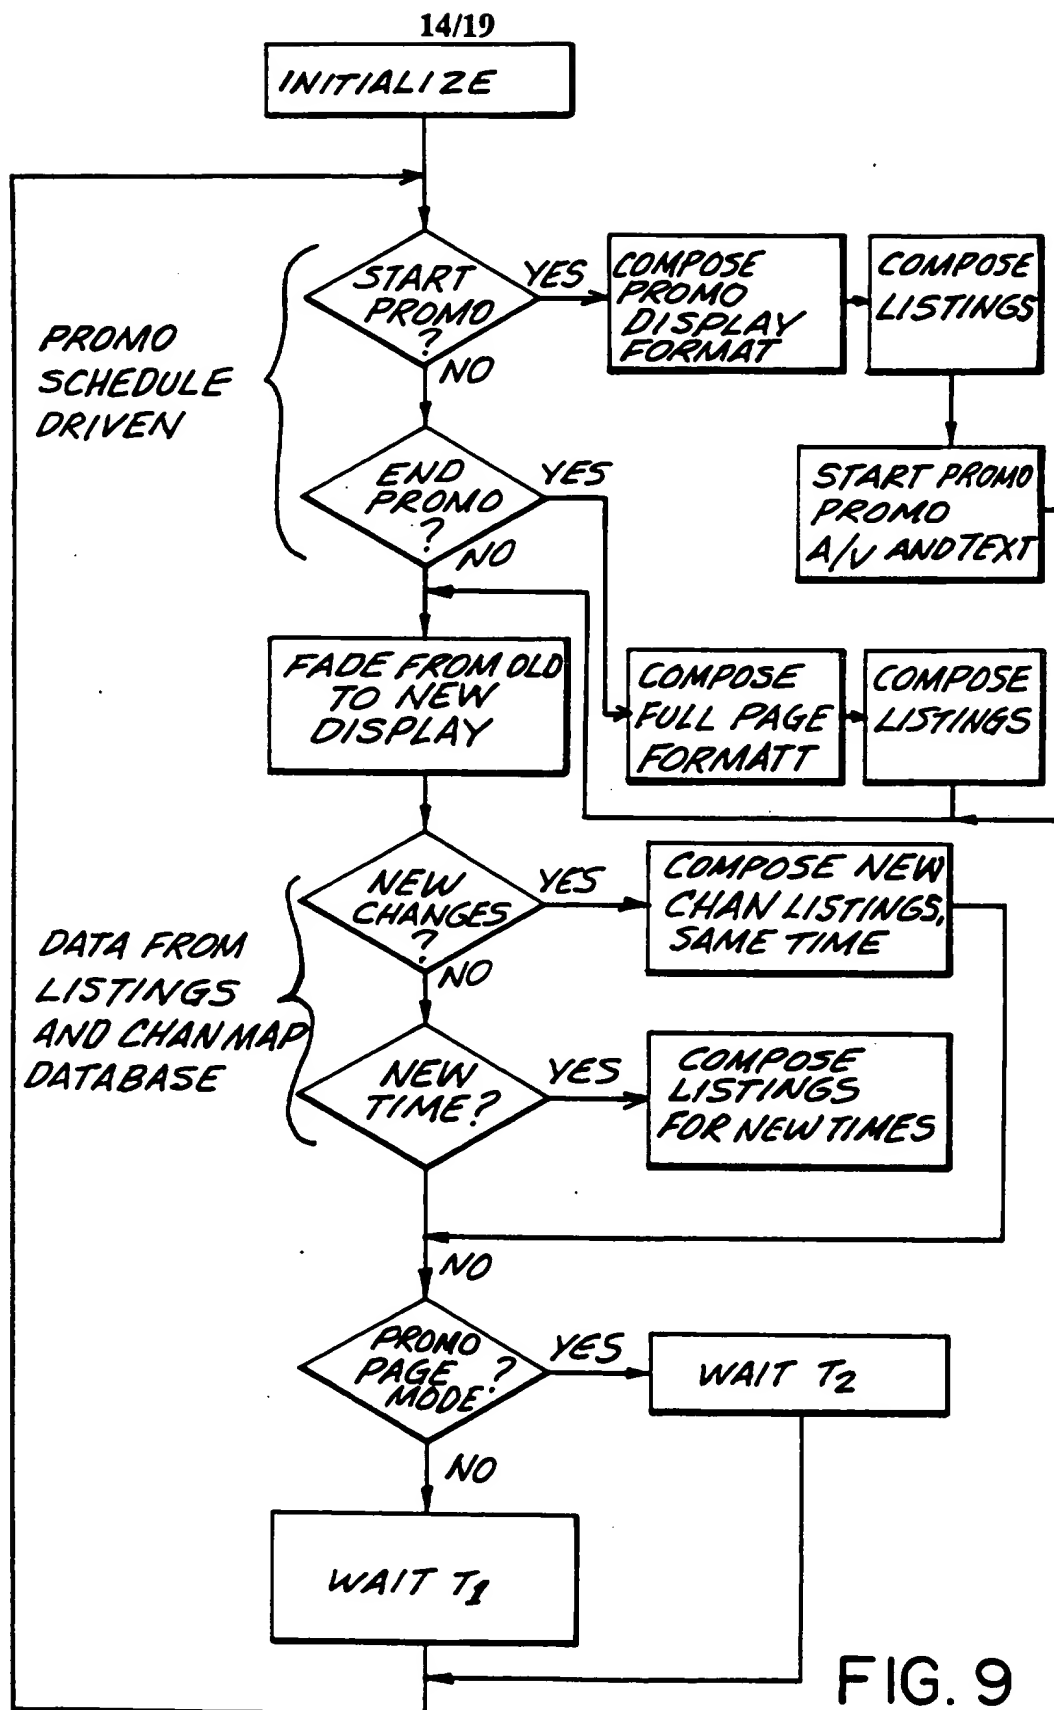 14/19
INITIALIZE
START
PROMO
?
YES
NO
COMPOSE
PROMO
DISPLAY
FORMAT
COMPOSE
LISTINGS
PROMO
SCHEDULE
DRIVEN
END
PROMO
?
YES
NO
START PROMO
PROMO
A/V AND TEXT
FADE FROM OLD
TO NEW
DISPLAY
COMPOSE
FULL PAGE
FORMATT
COMPOSE
LISTINGS
NEW
CHANGES
?
YES
NO
COMPOSE NEW
CHAN LISTINGS,
SAME TIME
DATA FROM
LISTINGS
AND CHAN MAP
DATABASE
NEW
TIME?
YES
COMPOSE
LISTINGS
FOR NEW TIMES
NO
PROMO
PAGE ?
MODE
YES
WAIT T2
NO
WAIT T1
FIG. 9